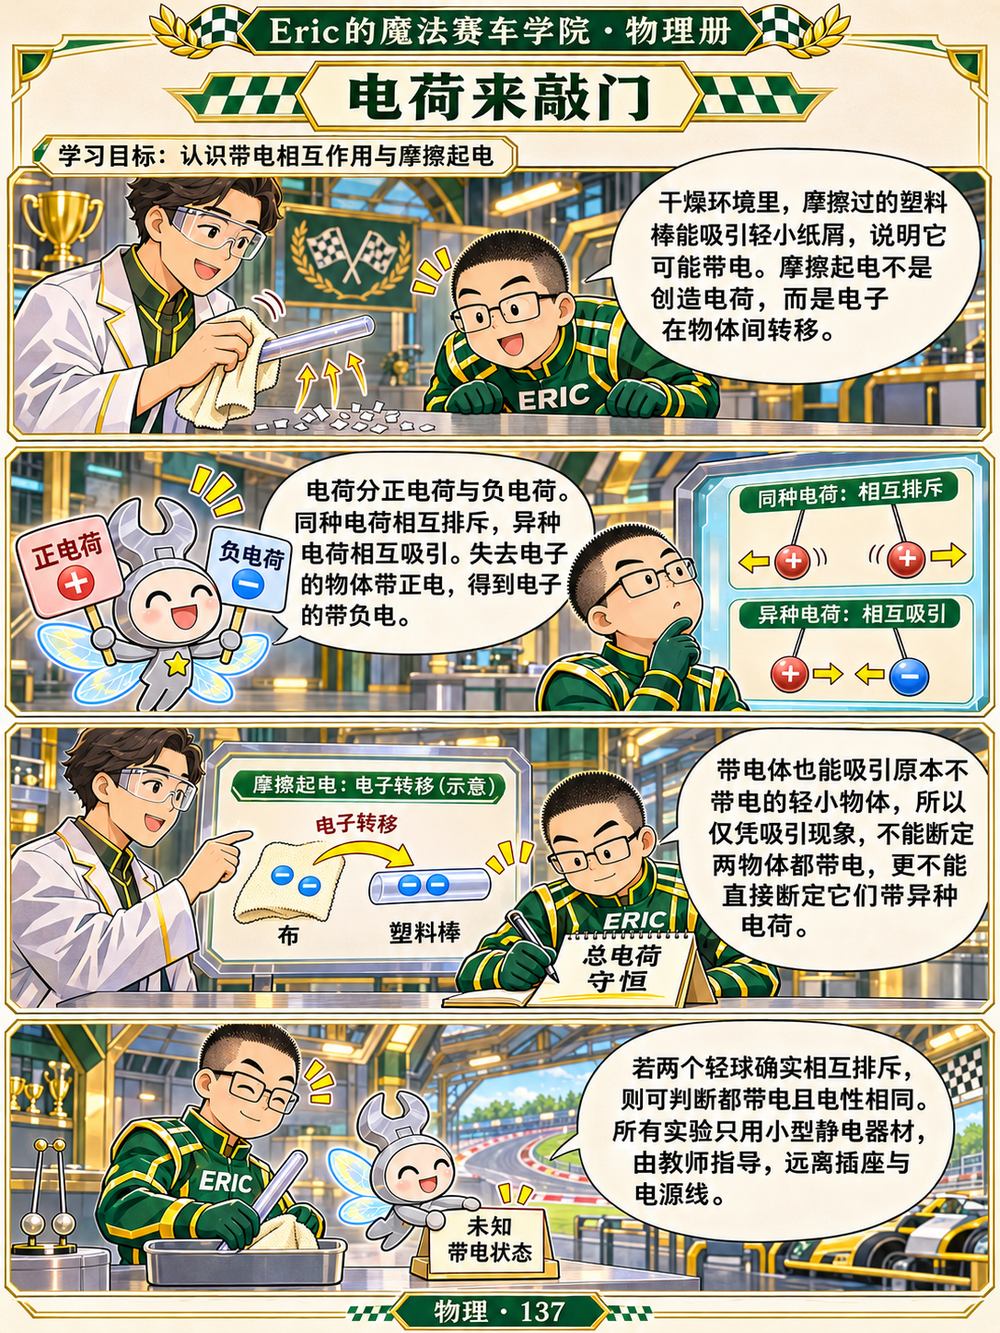 Eric的魔法赛车学院·物理册
电荷来敲门
学习目标：认识带电相互作用与摩擦起电
干燥环境里，摩擦过的塑料
棒能吸引轻小纸屑，说明它
可能带电。摩擦起电不是
创造电荷，而是电子
在物体间转移。
ERIC
正电荷
+
负电荷
−
电荷分正电荷与负电荷。
同种电荷相互排斥，异种
电荷相互吸引。失去电子
的物体带正电，得到电子
的带负电。
同种电荷：相互排斥
+ +
异种电荷：相互吸引
+ −
摩擦起电：电子转移（示意）
电子转移
− − − −
布 塑料棒
ERIC
总电荷
守恒
带电体也能吸引原本不
带电的轻小物体，所以
仅凭吸引现象，不能断定
两物体都带电，更不能
直接断定它们带异种
电荷。
ERIC
未知
带电状态
若两个轻球确实相互排斥，
则可判断都带电且电性相同。
所有实验只用小型静电器材，
由教师指导，远离插座与
电源线。
物理·137